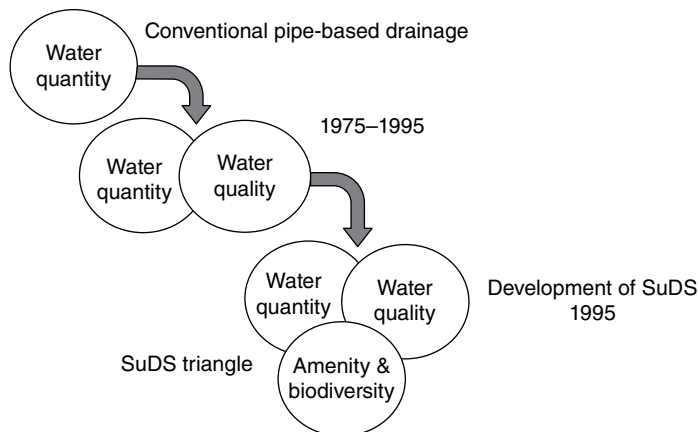 Conventional pipe-based drainage
Water
quantity
1975–1995
Water
quantity
Water
quality
Water
quantity
Water
quality
Development of SuDS
1995
SuDS triangle
Amenity &
biodiversity